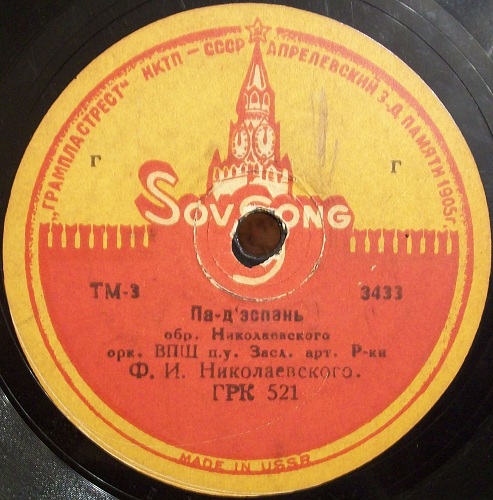 „ГРАМПЛАСТРЕСТ“ НКТП — СССР АПРЕЛЕВСКИЙ З-Д ПАМЯТИ 1905г.
Г Г
SOVSONG
ТМ-3 3433
Па-д'эспань
обр. Николаевского
орк. ВПШ п.у. Засл. арт. Р-ки
Ф. И. Николаевского.
ГРК 521
MADE IN USSR